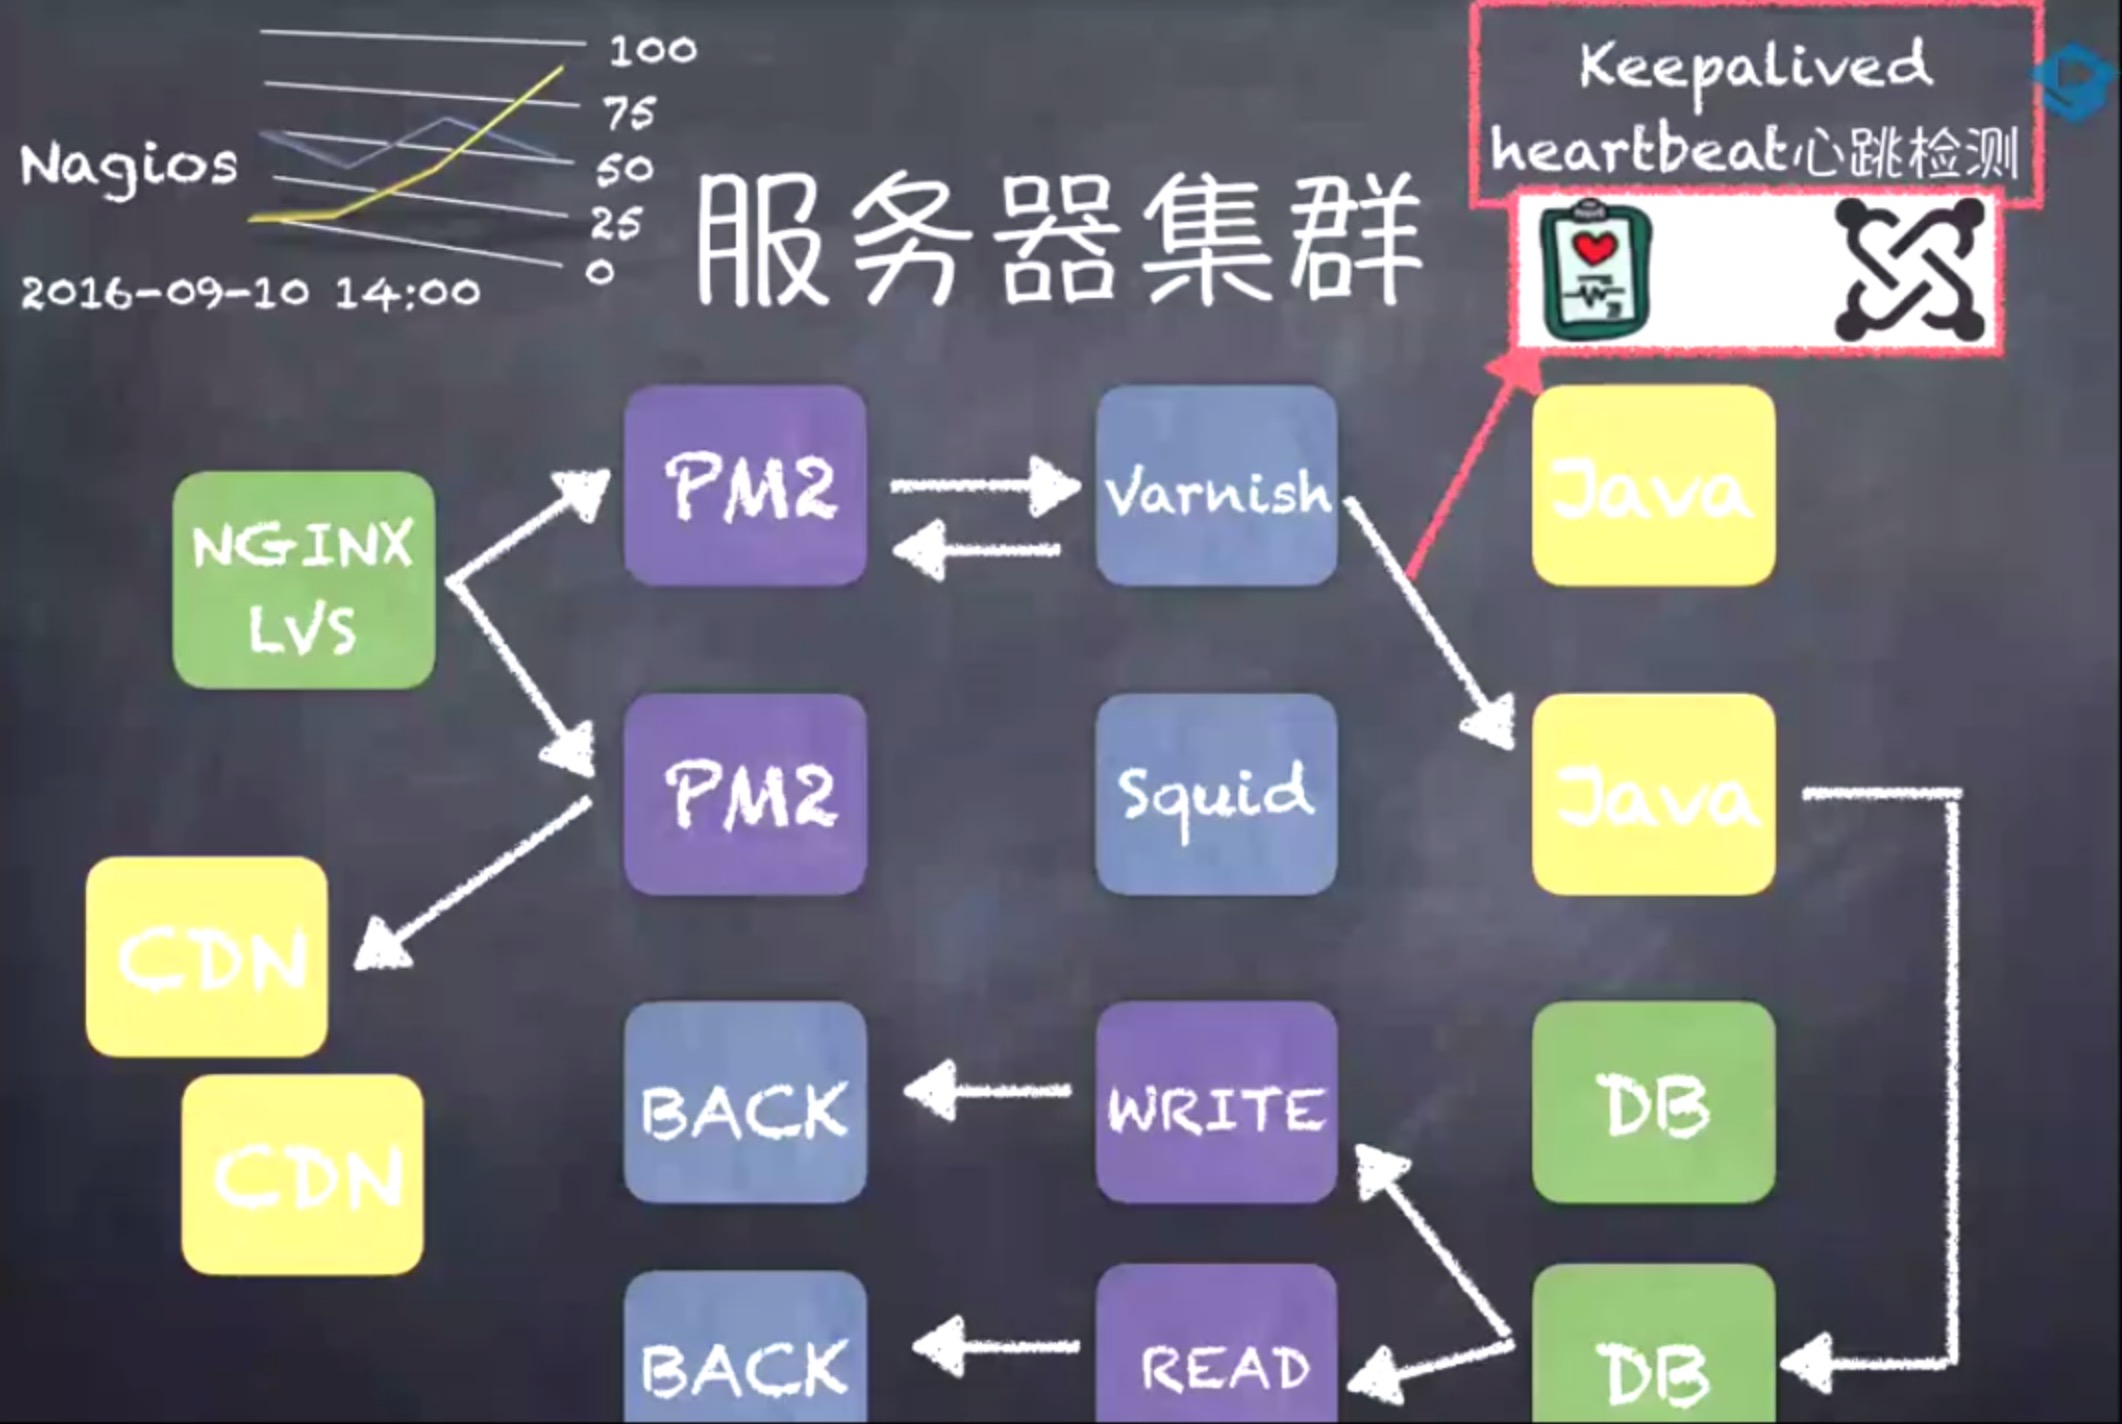 100
75
Nagios
50
25
0
2016-09-10 14:00
服务器集群
Keepalived
heartbeat心跳检测
PM2
Varnish
Java
NGINX
LVS
PM2
Squid
Java
CDN
BACK
WRITE
DB
CDN
BACK
READ
DB